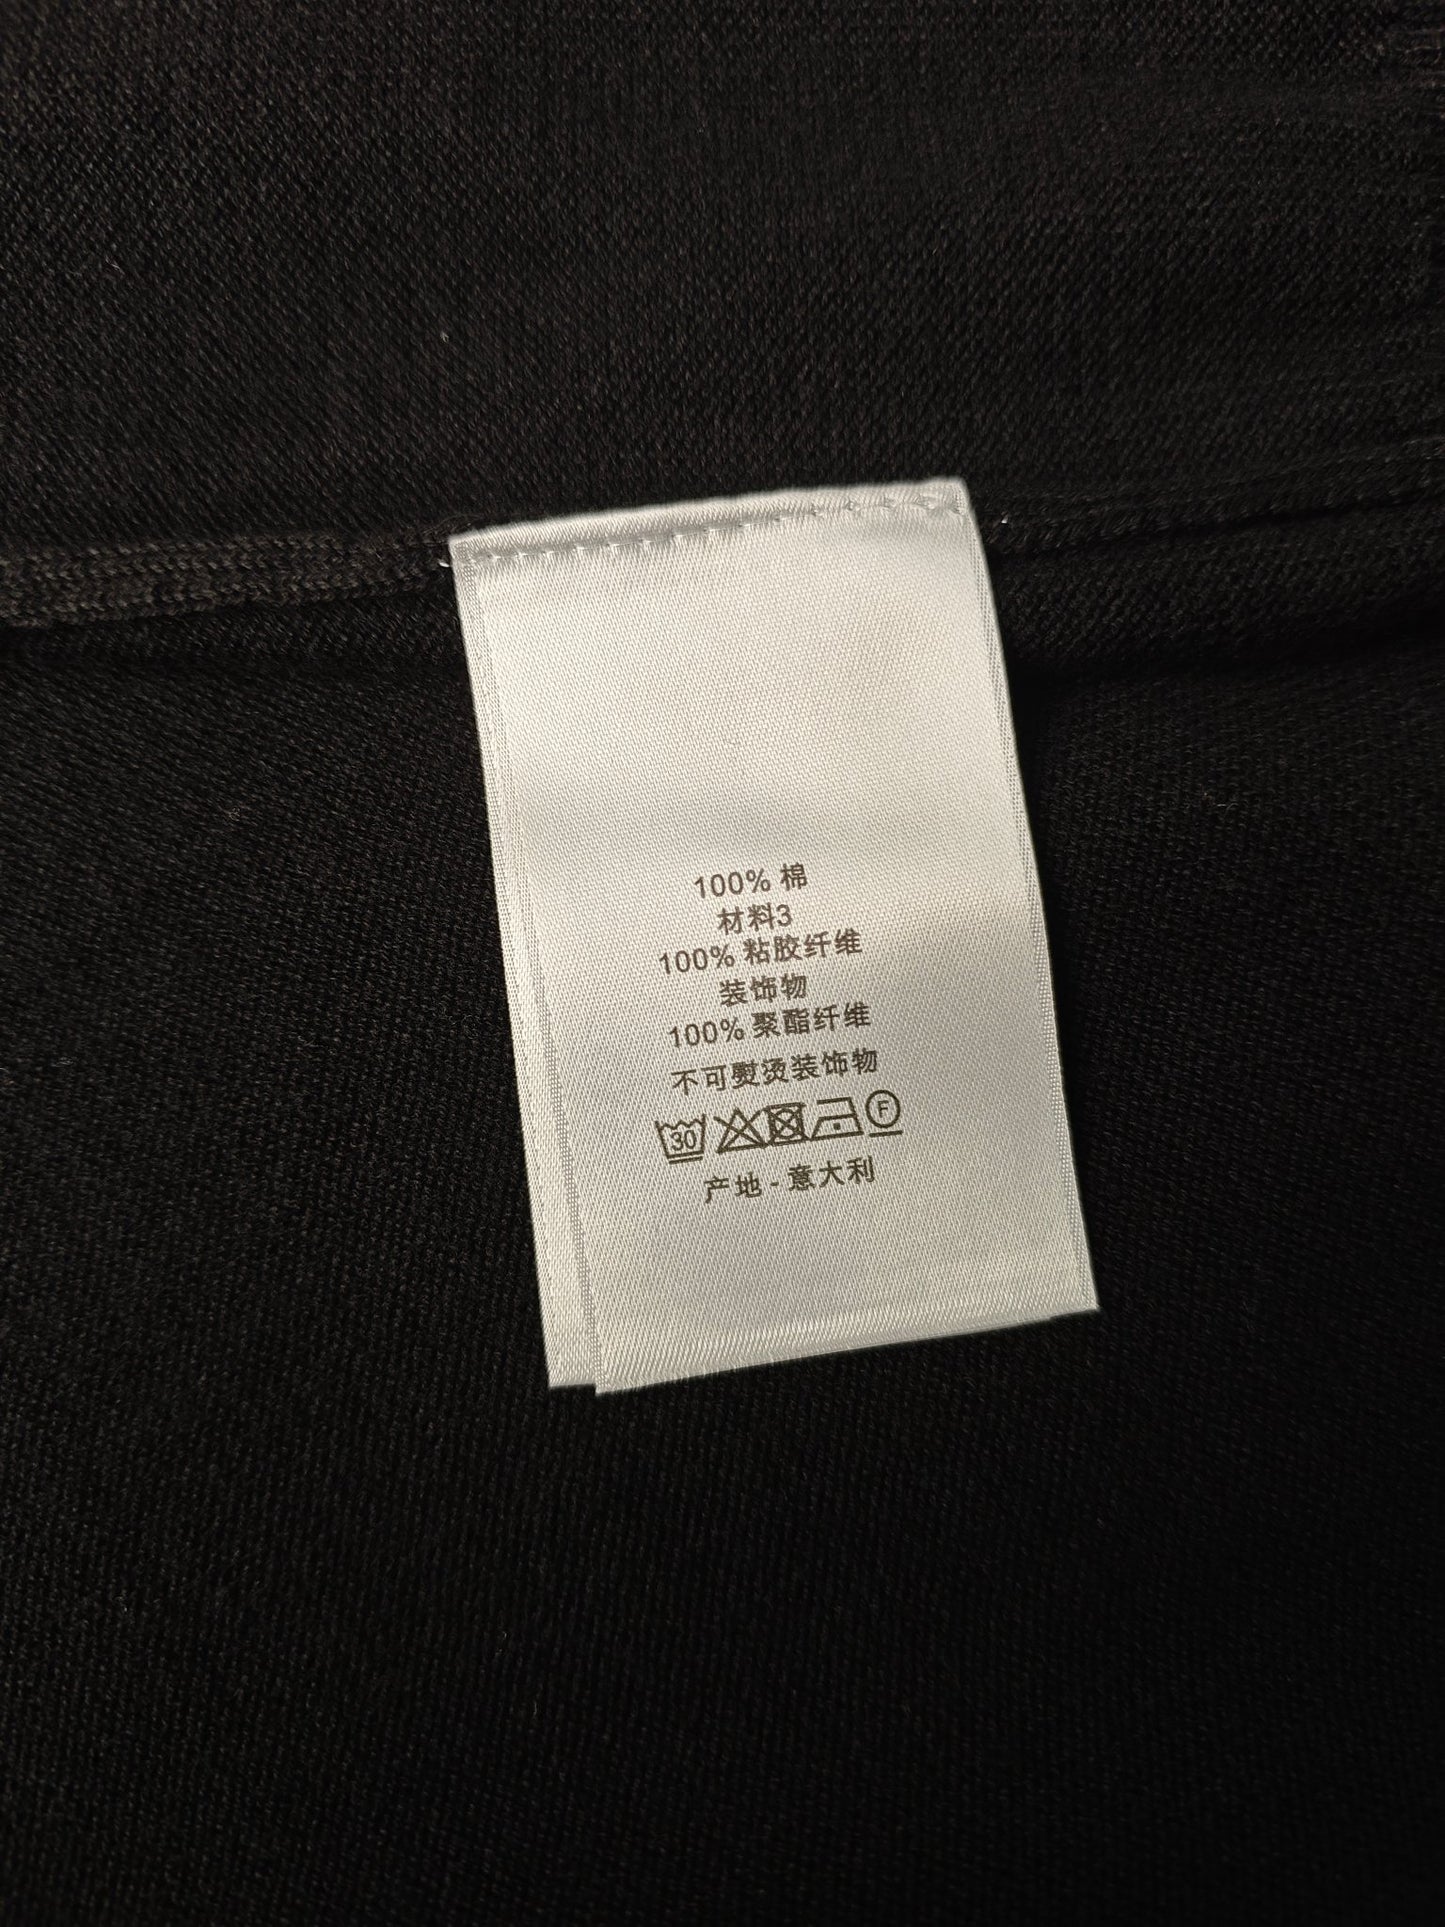 100% 棉
材料3
100% 粘胶纤维
装饰物
100% 聚酯纤维
不可熨烫装饰物
30 F
产地 - 意大利